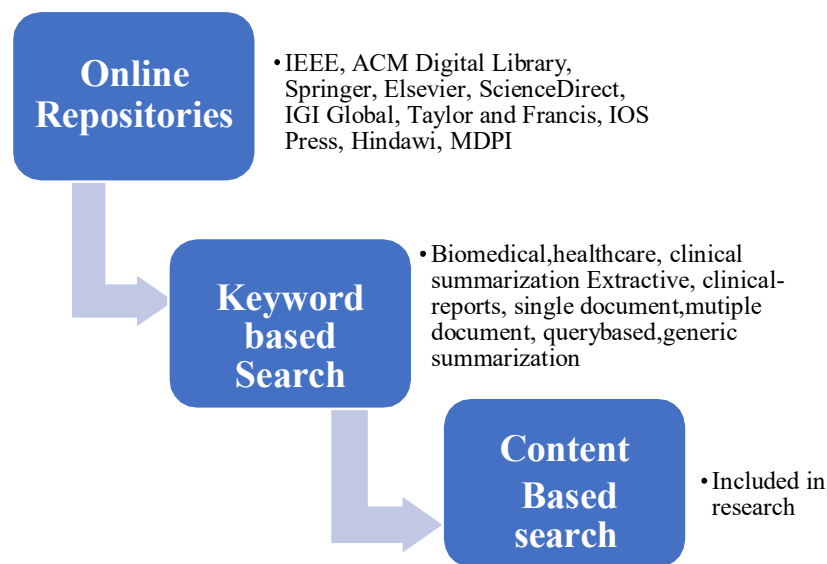 Online
Repositories
• IEEE, ACM Digital Library,
Springer, Elsevier, ScienceDirect,
IGI Global, Taylor and Francis, IOS
Press, Hindawi, MDPI
Keyword
based
Search
• Biomedical,healthcare, clinical
summarization Extractive, clinical-
reports, single document,mutiple
document, querybased,generic
summarization
Content
Based
search
• Included in
research